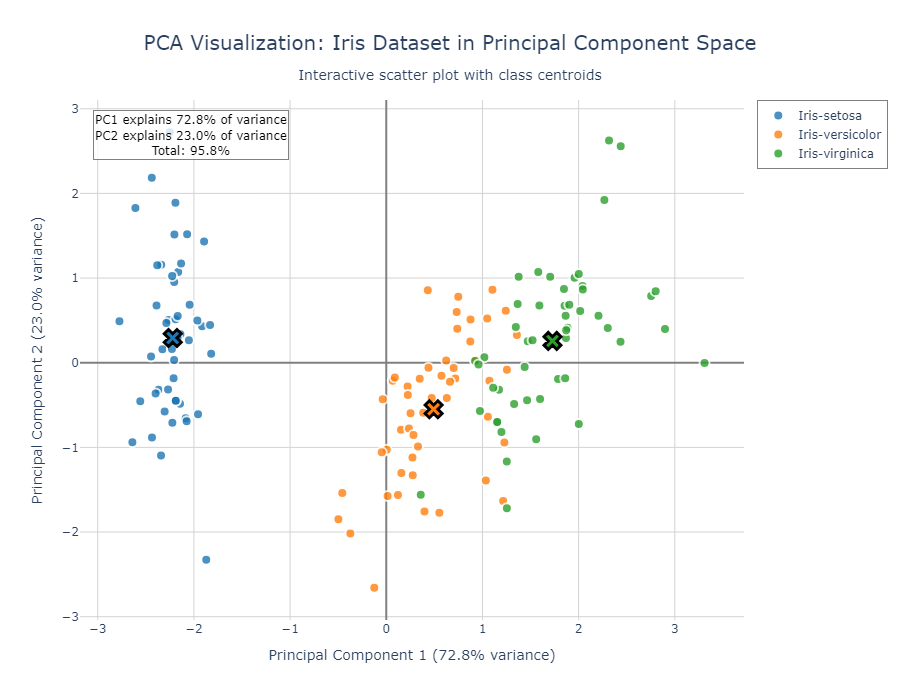 PCA Visualization: Iris Dataset in Principal Component Space
Interactive scatter plot with class centroids
PC1 explains 72.8% of variance
PC2 explains 23.0% of variance
Total: 95.8%
Iris-setosa
Iris-versicolor
Iris-virginica
Principal Component 2 (23.0% variance)
3
2
1
0
−1
−2
−3
−3
−2
−1
0
1
2
3
Principal Component 1 (72.8% variance)